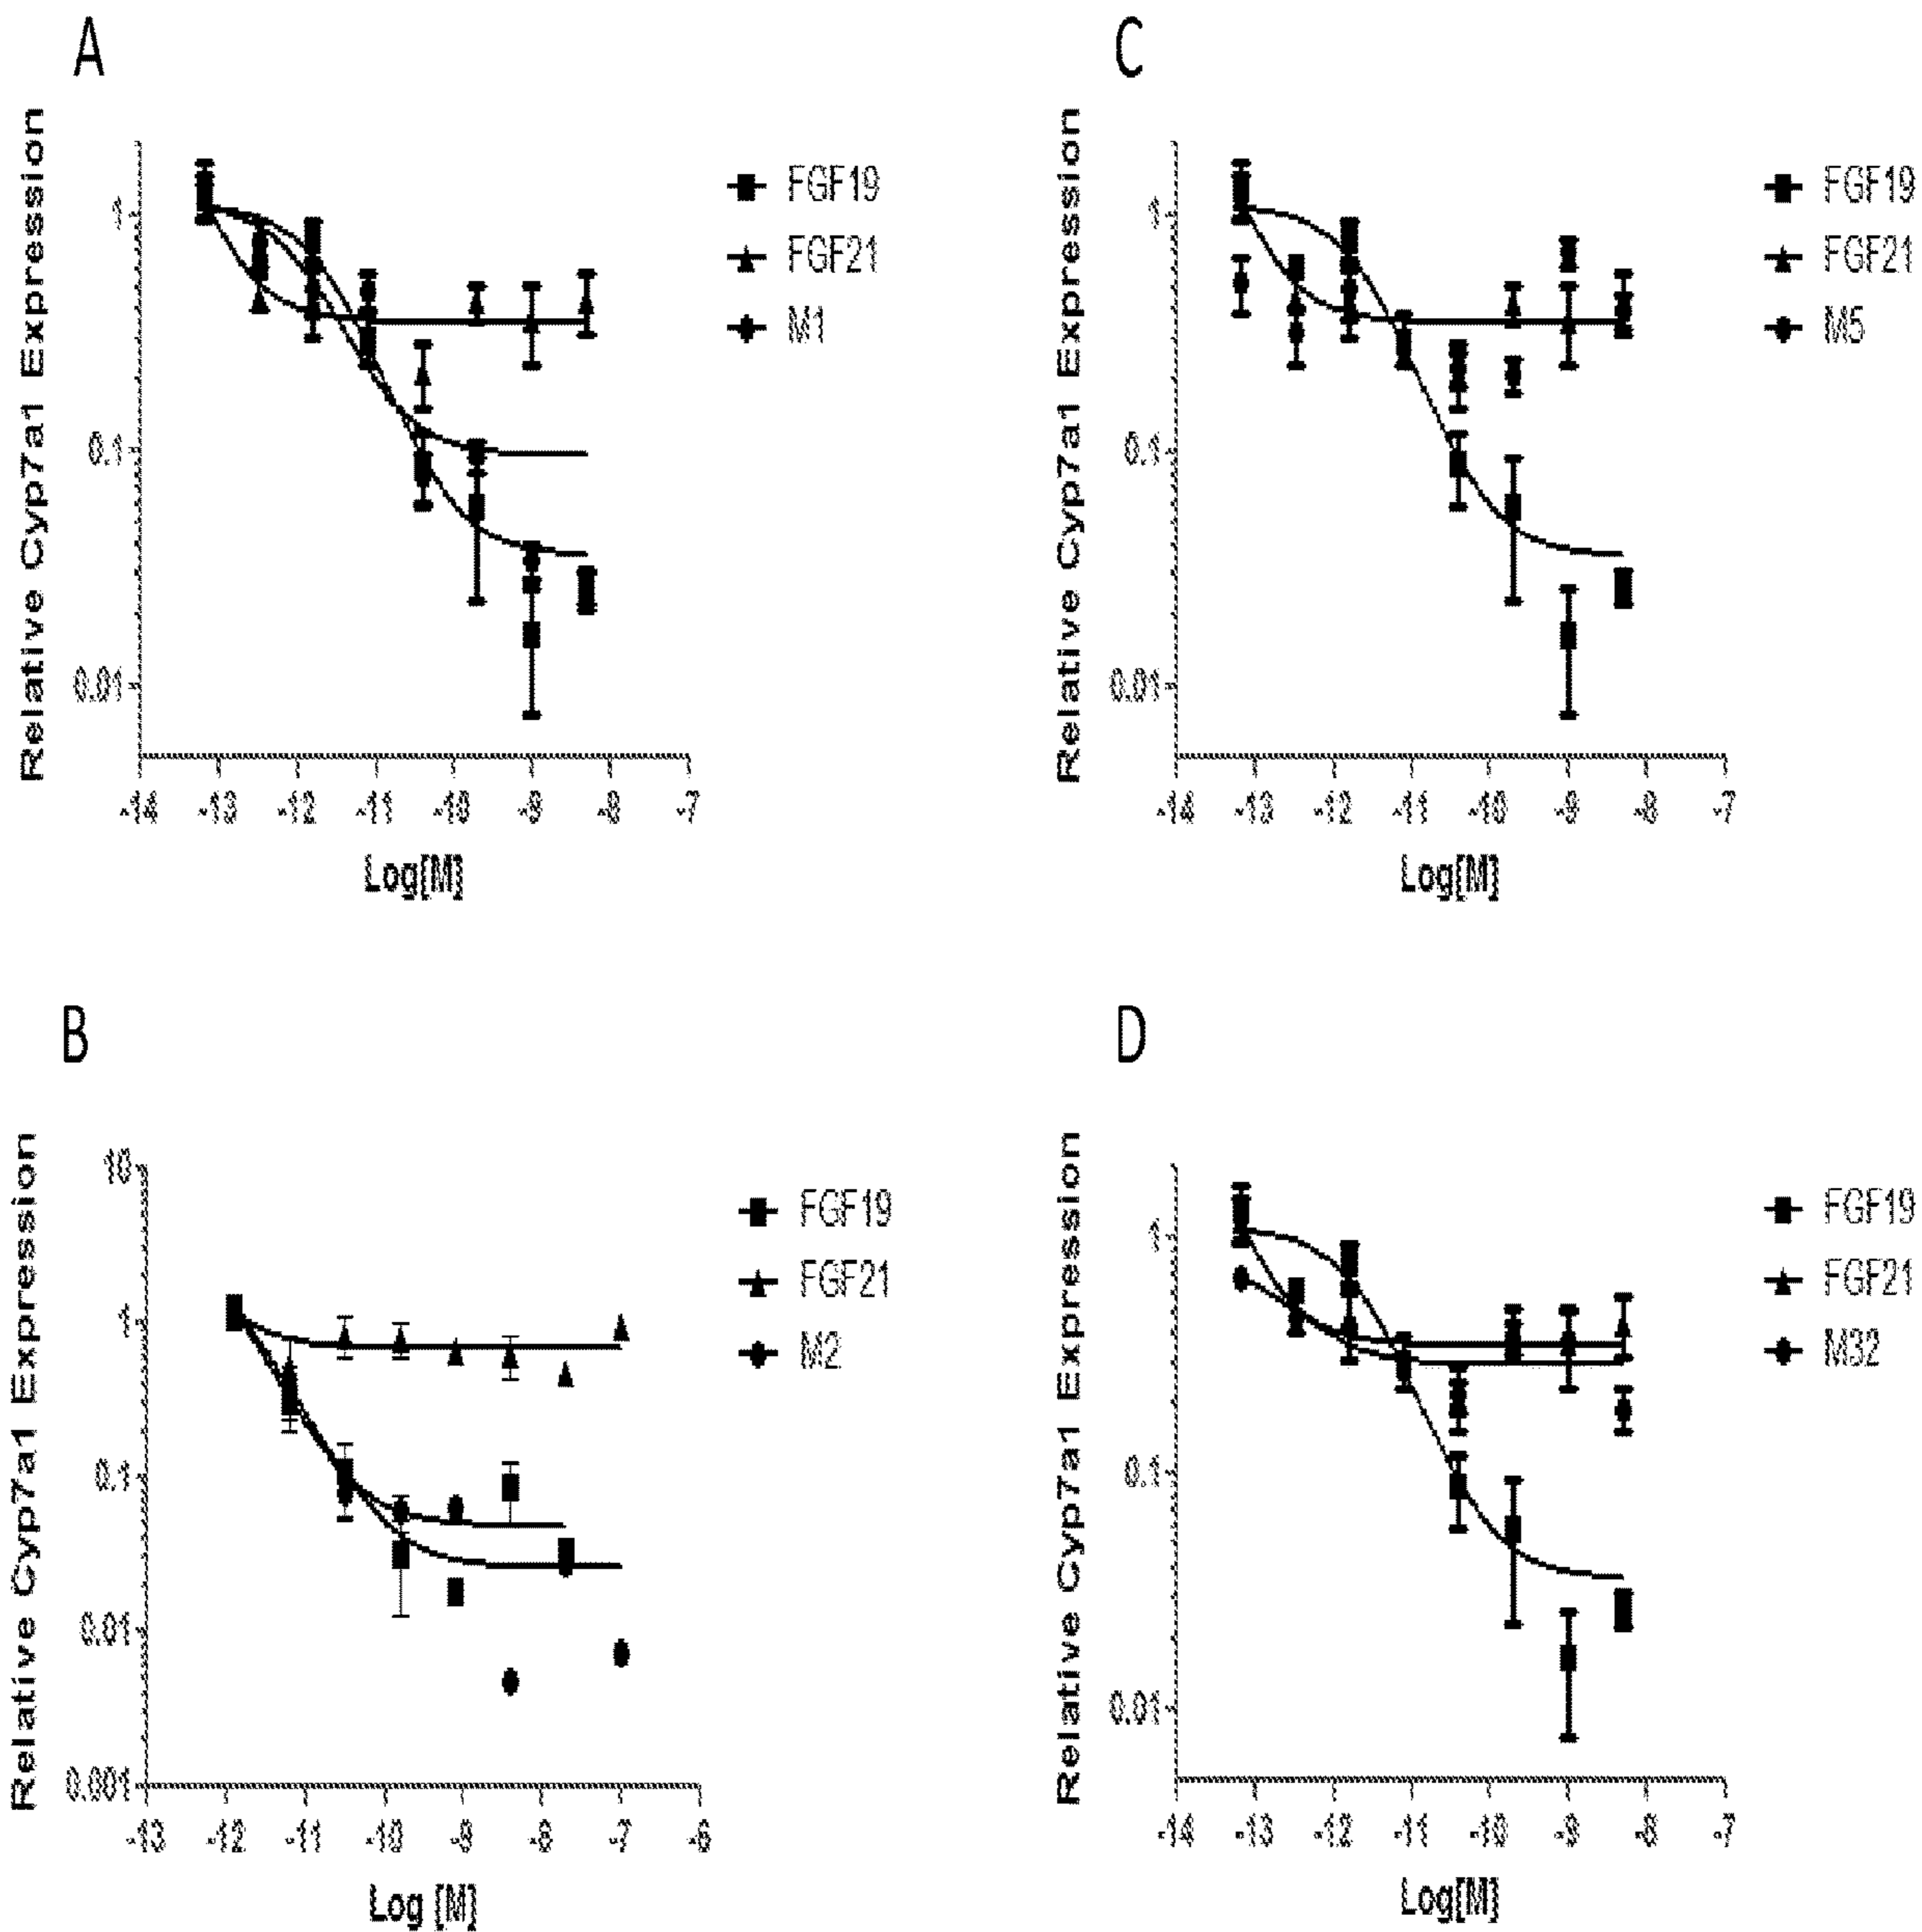 A
Relative Cyp7a1 Expression
1
0.1
0.01
-14 -13 -12 -11 -10 -9 -8 -7
Log[M]
FGF19
FGF21
M1
C
Relative Cyp7a1 Expression
1
0.1
0.01
-14 -13 -12 -11 -10 -9 -8 -7
Log[M]
FGF19
FGF21
M5
B
Relative Cyp7a1 Expression
10
1
0.1
0.01
0.001
-13 -12 -11 -10 -9 -8 -7 -6
Log [M]
FGF19
FGF21
M2
D
Relative Cyp7a1 Expression
1
0.1
0.01
-14 -13 -12 -11 -10 -9 -8 -7
Log[M]
FGF19
FGF21
M32